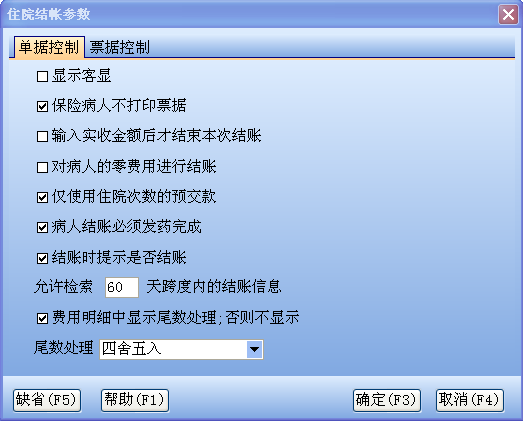 住院结帐参数
单据控制 票据控制
显示客显
保险病人不打印票据
输入实收金额后才结束本次结账
对病人的零费用进行结账
仅使用住院次数的预交款
病人结账必须发药完成
结账时提示是否结账
允许检索 60 天跨度内的结账信息
费用明细中显示尾数处理;否则不显示
尾数处理 四舍五入
缺省(F5) 帮助(F1) 确定(F3) 取消(F4)